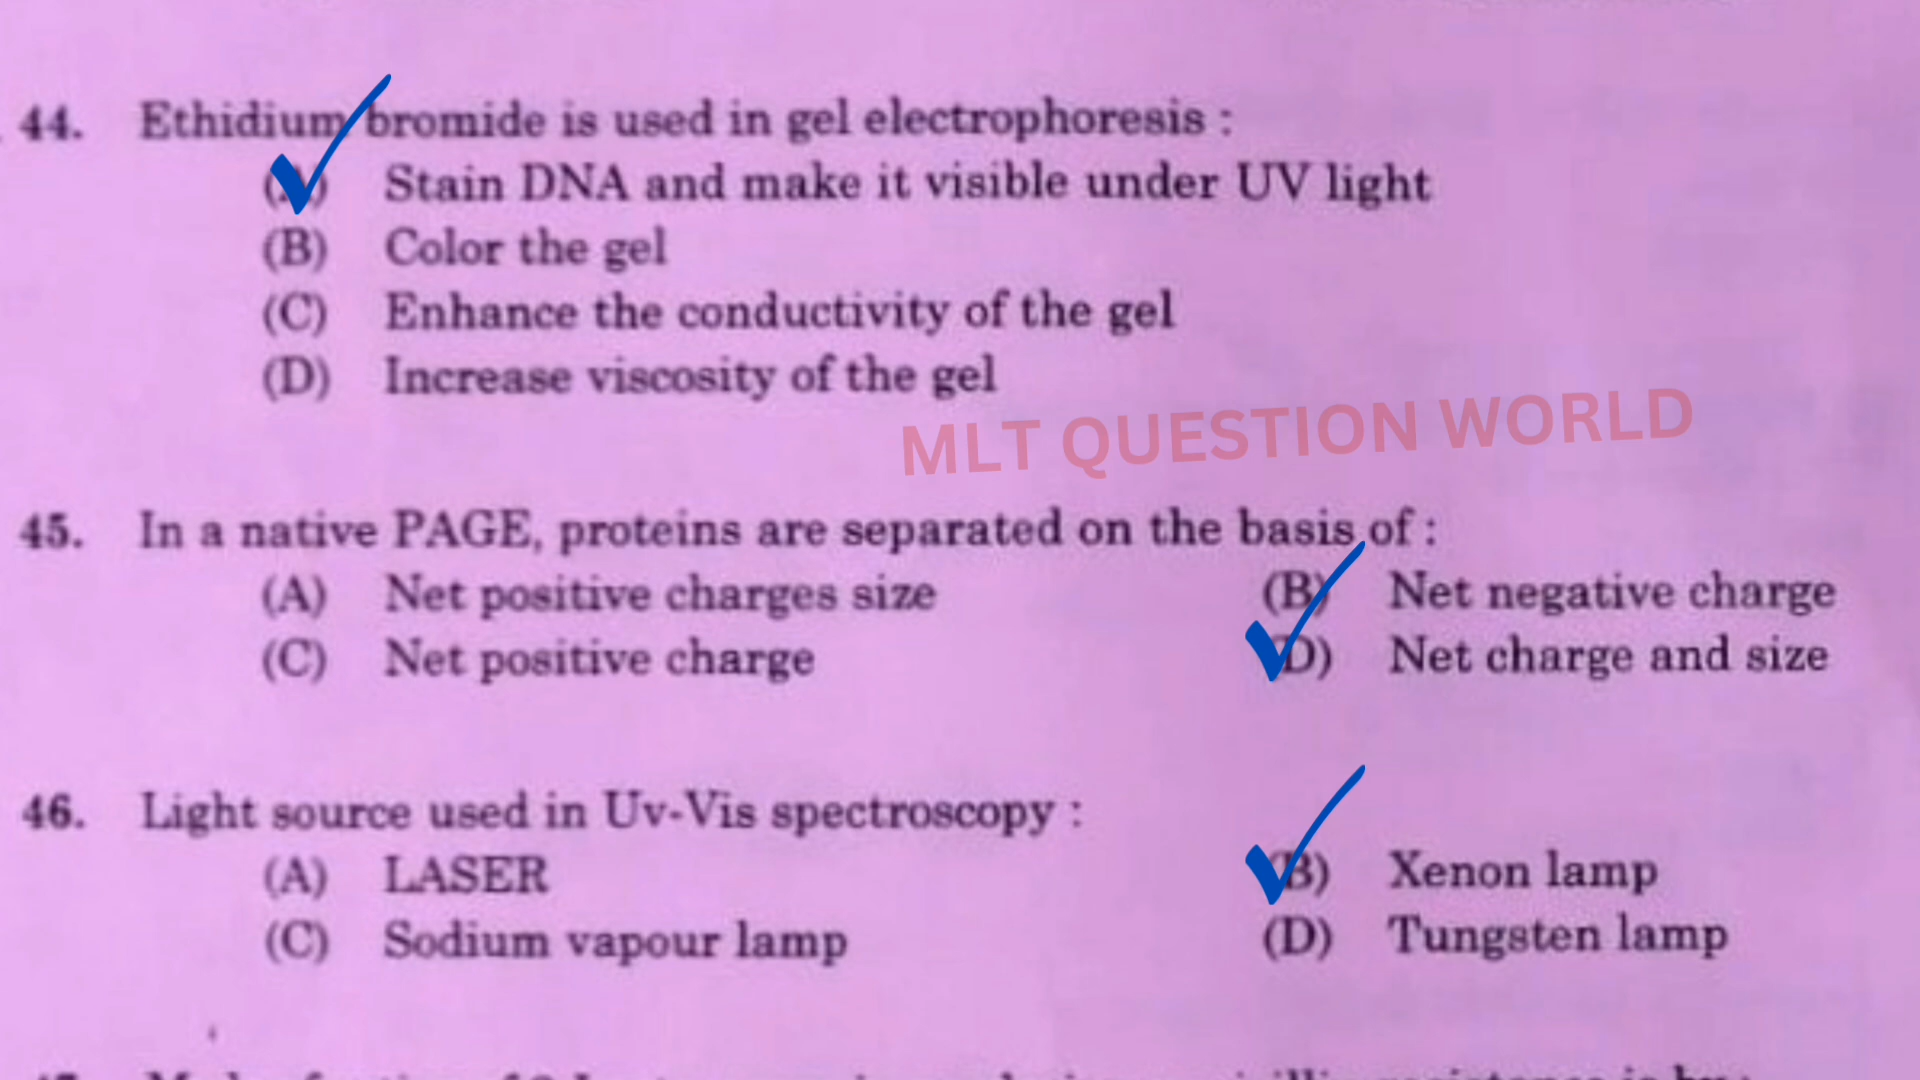 44. Ethidium bromide is used in gel electrophoresis :
(A) Stain DNA and make it visible under UV light
(B) Color the gel
(C) Enhance the conductivity of the gel
(D) Increase viscosity of the gel
MLT QUESTION WORLD
45. In a native PAGE, proteins are separated on the basis of :
(A) Net positive charges size (B) Net negative charge
(C) Net positive charge (D) Net charge and size
46. Light source used in Uv-Vis spectroscopy :
(A) LASER (B) Xenon lamp
(C) Sodium vapour lamp (D) Tungsten lamp